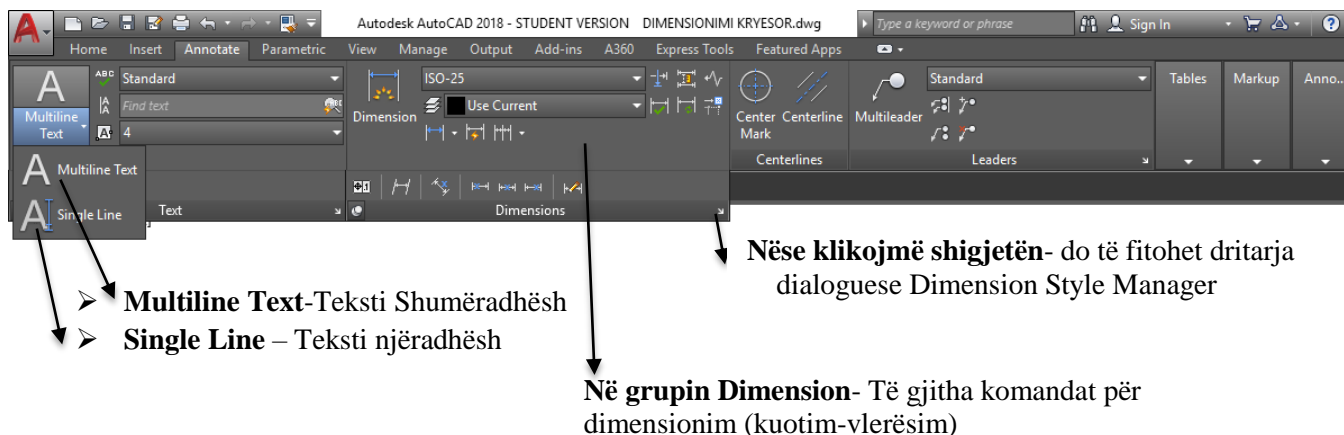 Autodesk AutoCAD 2018 - STUDENT VERSION DIMENSIONIMI KRYESOR.dwg Type a keyword or phrase Sign In
Home Insert Annotate Parametric View Manage Output Add-ins A360 Express Tools Featured Apps
Multiline Text
ABC Standard
Find text
4
Multiline Text
Single Line
Text
Dimension
ISO-25
Use Current
Dimensions
Center Mark
Centerline
Centerlines
Multileader
Standard
Leaders
Tables
Markup
Anno...
Nëse klikojmë shigjetën- do të fitohet dritarja
dialoguese Dimension Style Manager
➢ Multiline Text-Teksti Shumëradhësh
➢ Single Line – Teksti njëradhësh
Në grupin Dimension- Të gjitha komandat për
dimensionim (kuotim-vlerësim)